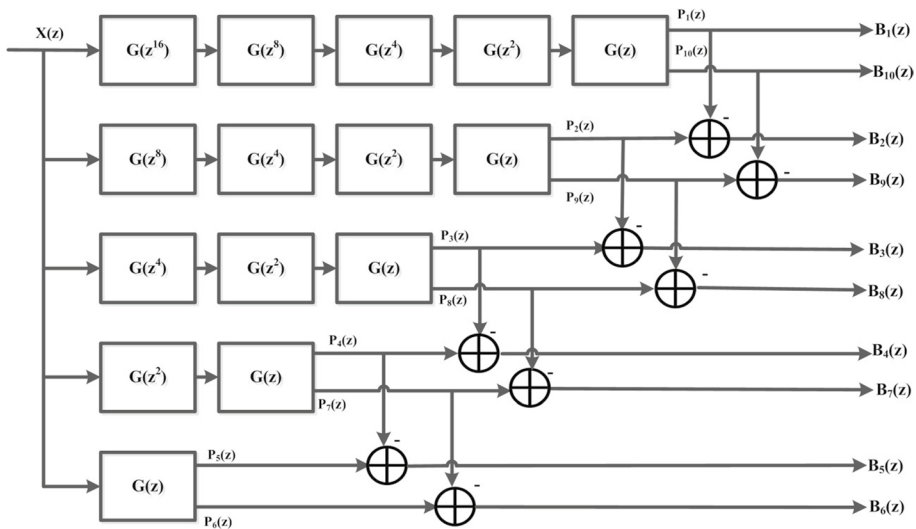 X(z)
G(z¹⁶) G(z⁸) G(z⁴) G(z²) G(z)
P₁(z) B₁(z)
P₁₀(z) B₁₀(z)
-
G(z⁸) G(z⁴) G(z²) G(z)
P₂(z) B₂(z)
P₉(z) - B₉(z)
-
G(z⁴) G(z²) G(z)
P₃(z) B₃(z)
P₈(z) - B₈(z)
-
G(z²) G(z)
P₄(z) B₄(z)
P₇(z) - B₇(z)
-
G(z)
P₅(z) B₅(z)
P₆(z) - B₆(z)